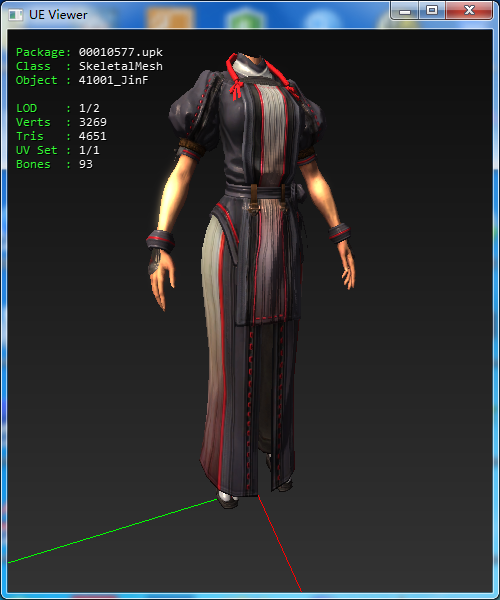 UE Viewer
Package: 00010577.upk
Class : SkeletalMesh
Object : 41001_JinF
LOD : 1/2
Verts : 3269
Tris : 4651
UV Set : 1/1
Bones : 93